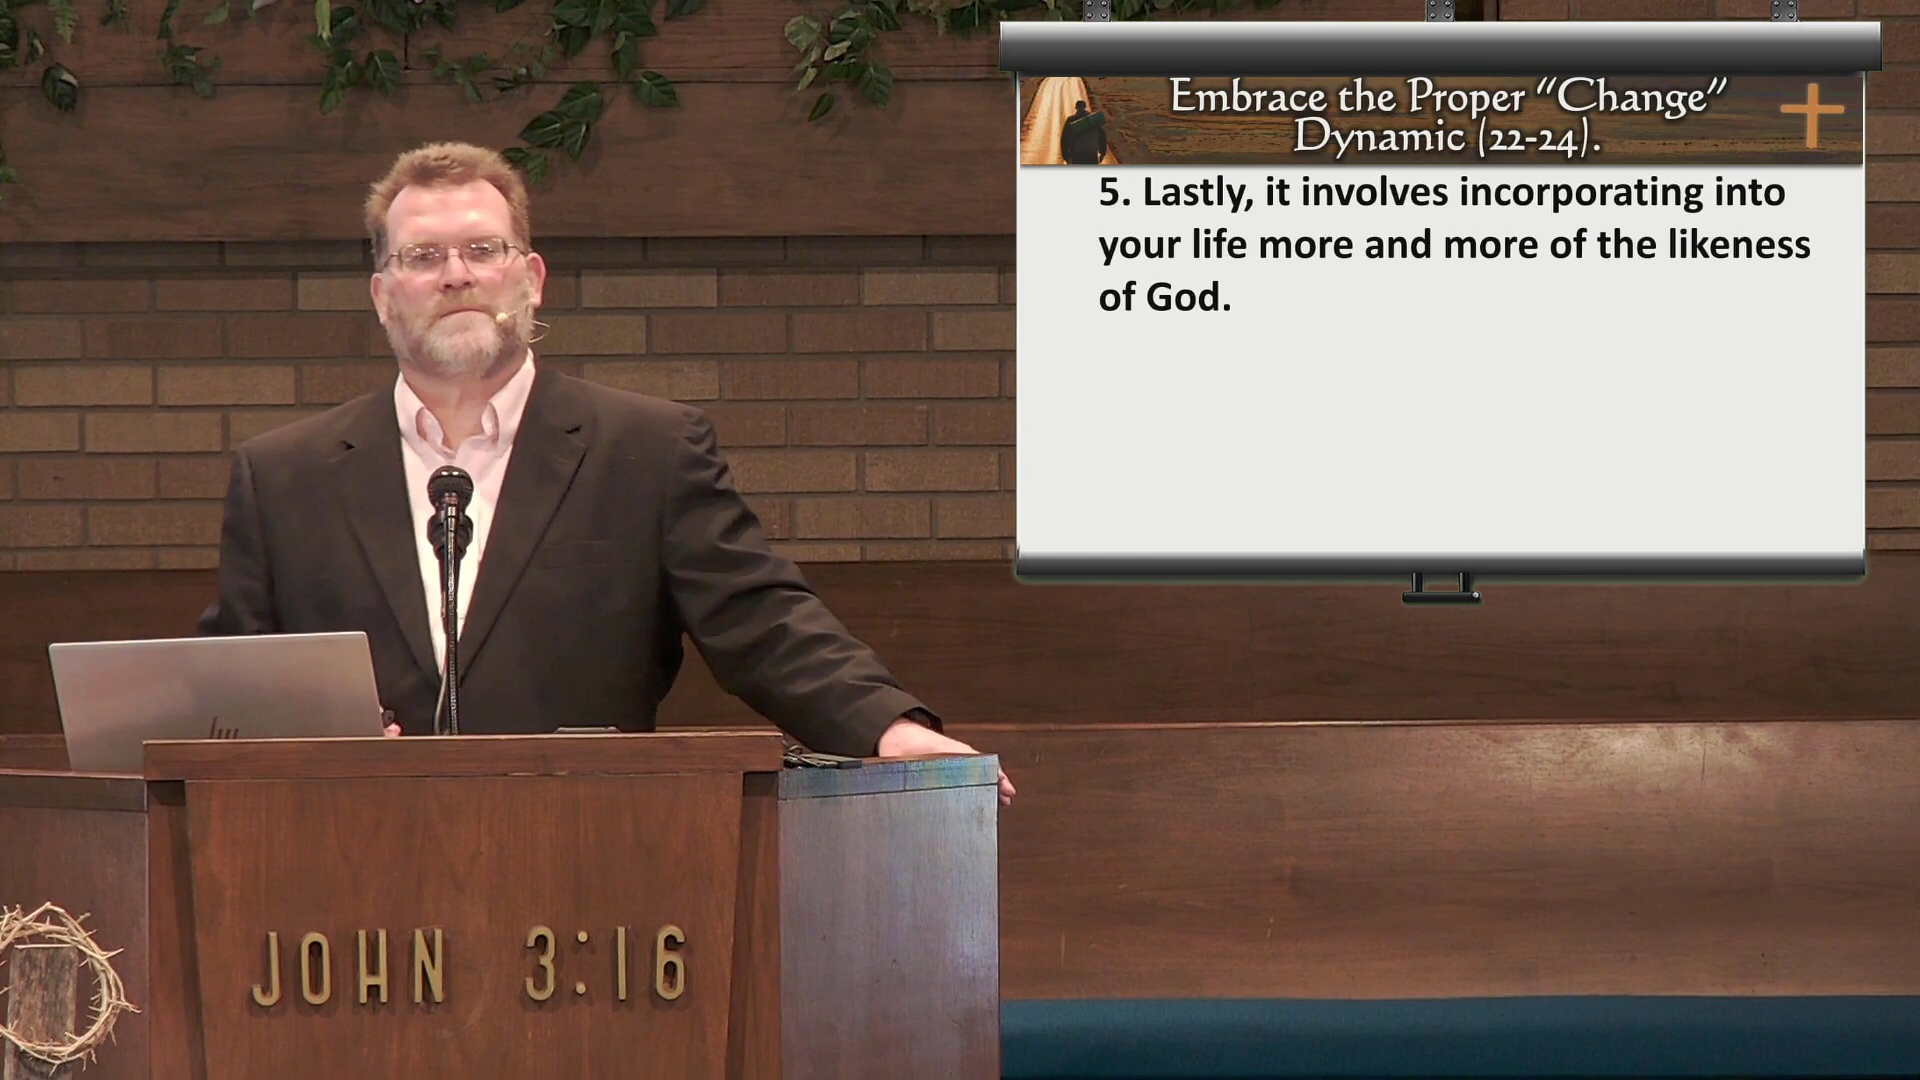 Embrace the Proper “Change”
Dynamic (22-24).
5. Lastly, it involves incorporating into
your life more and more of the likeness
of God.
hp
JOHN 3:16